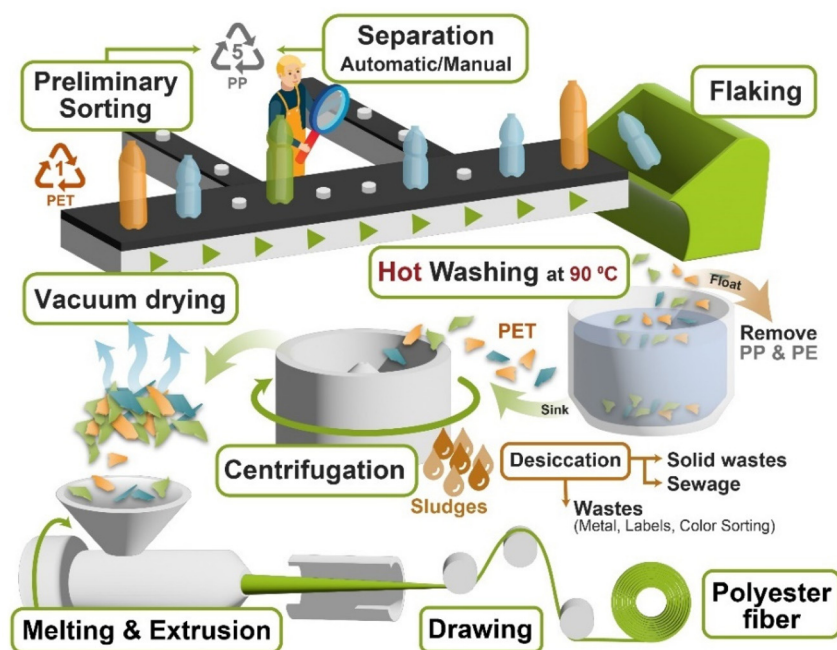 Preliminary
Sorting
5
PP
Separation
Automatic/Manual
Flaking
1
PET
Hot Washing at 90 ºC
Float
Remove
PP & PE
Vacuum drying
PET
Sink
Centrifugation
Sludges
Desiccation
Solid wastes
Sewage
Wastes
(Metal, Labels, Color Sorting)
Melting & Extrusion
Drawing
Polyester
fiber